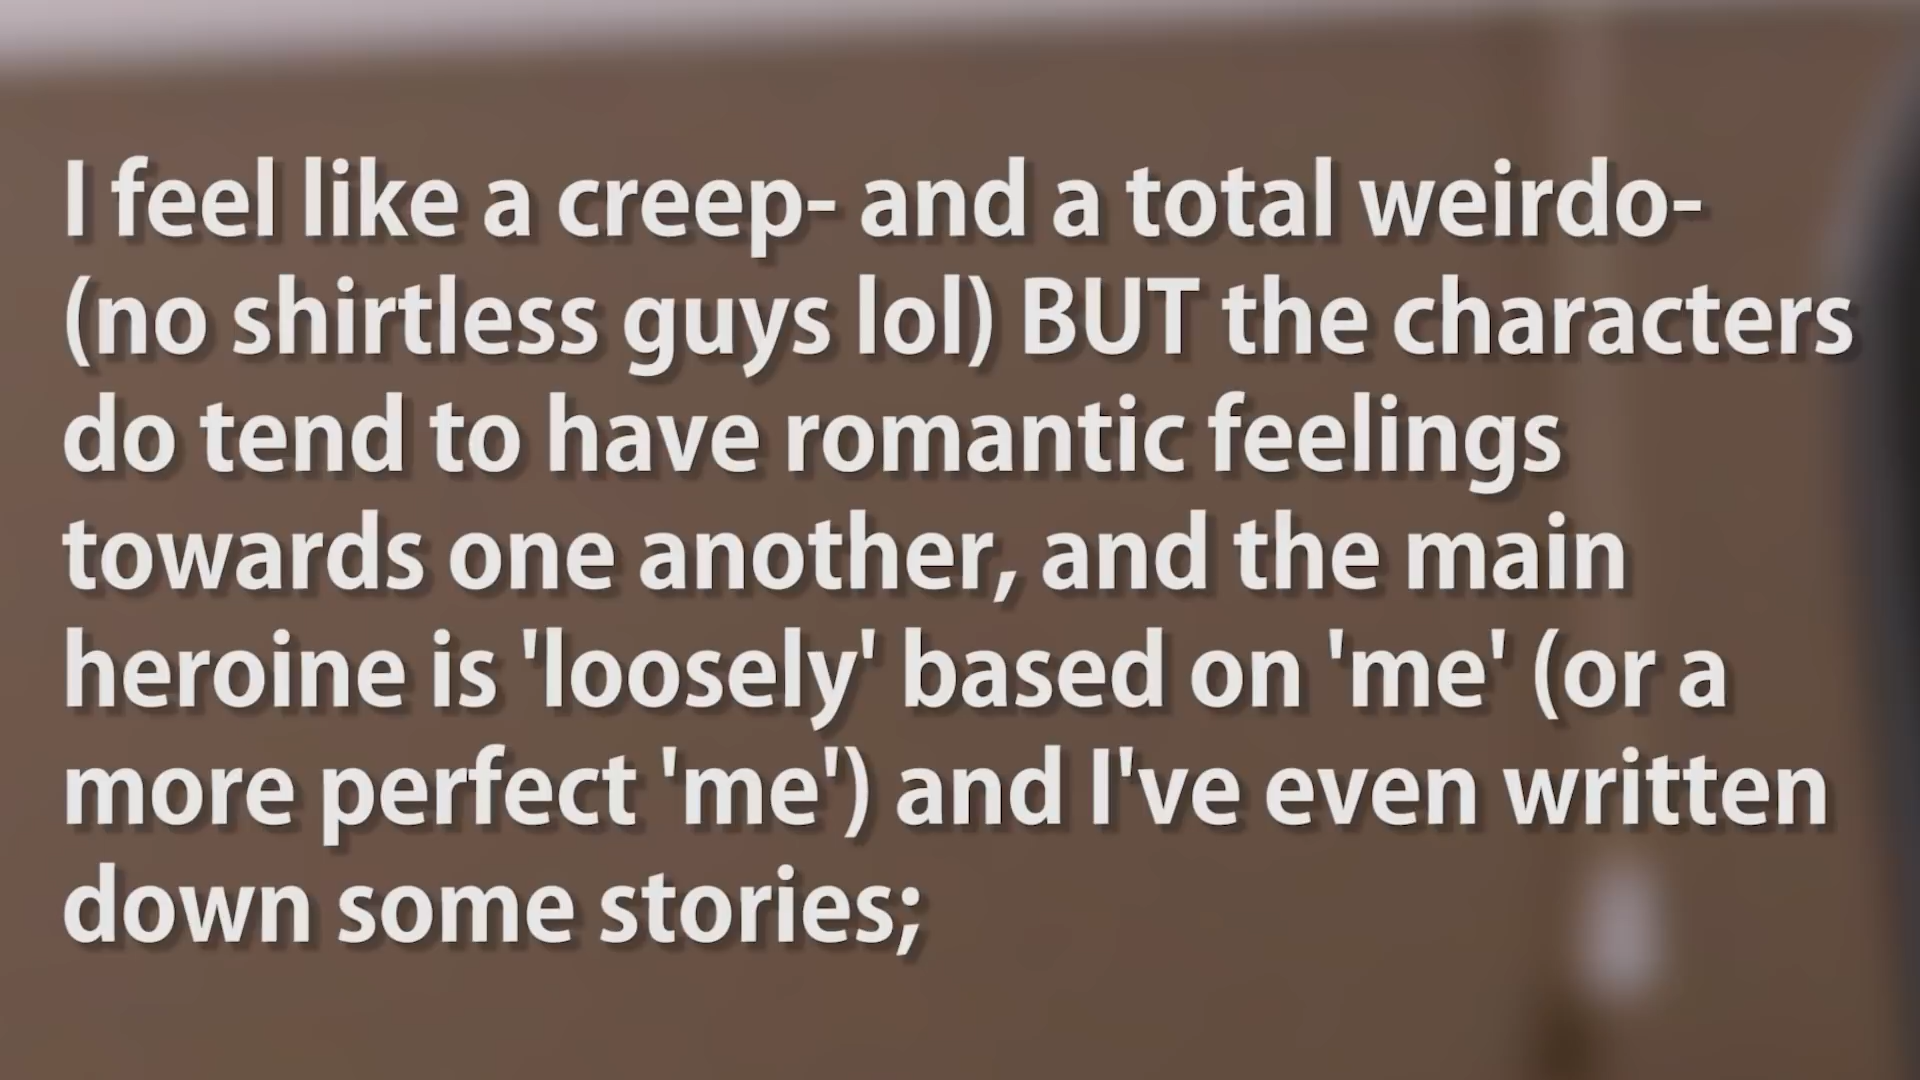 I feel like a creep- and a total weirdo-
(no shirtless guys lol) BUT the characters
do tend to have romantic feelings
towards one another, and the main
heroine is 'loosely' based on 'me' (or a
more perfect 'me') and I've even written
down some stories;